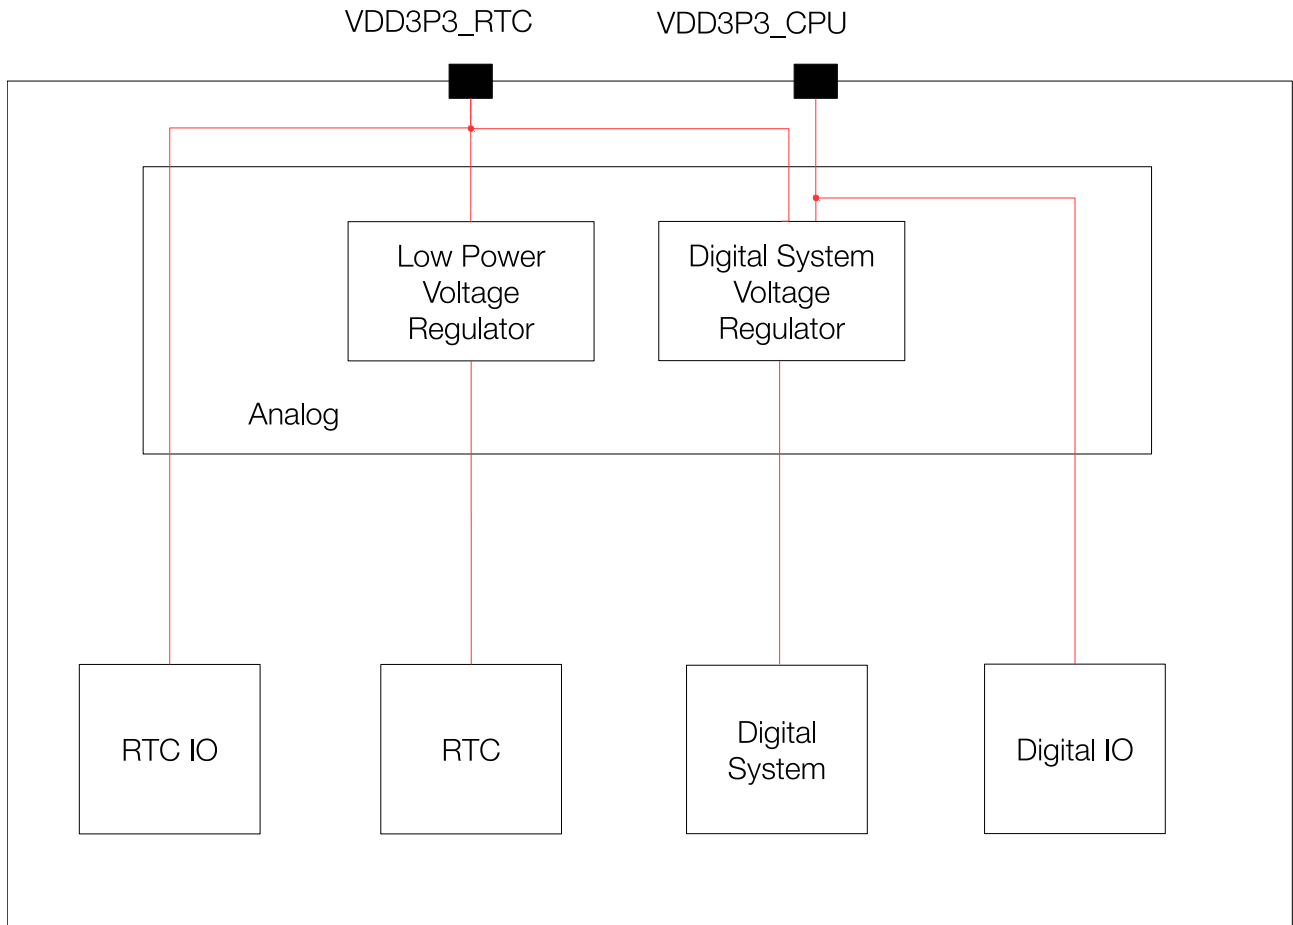 VDD3P3_RTC
VDD3P3_CPU
Low Power
Voltage
Regulator
Digital System
Voltage
Regulator
Analog
RTC IO
RTC
Digital
System
Digital IO